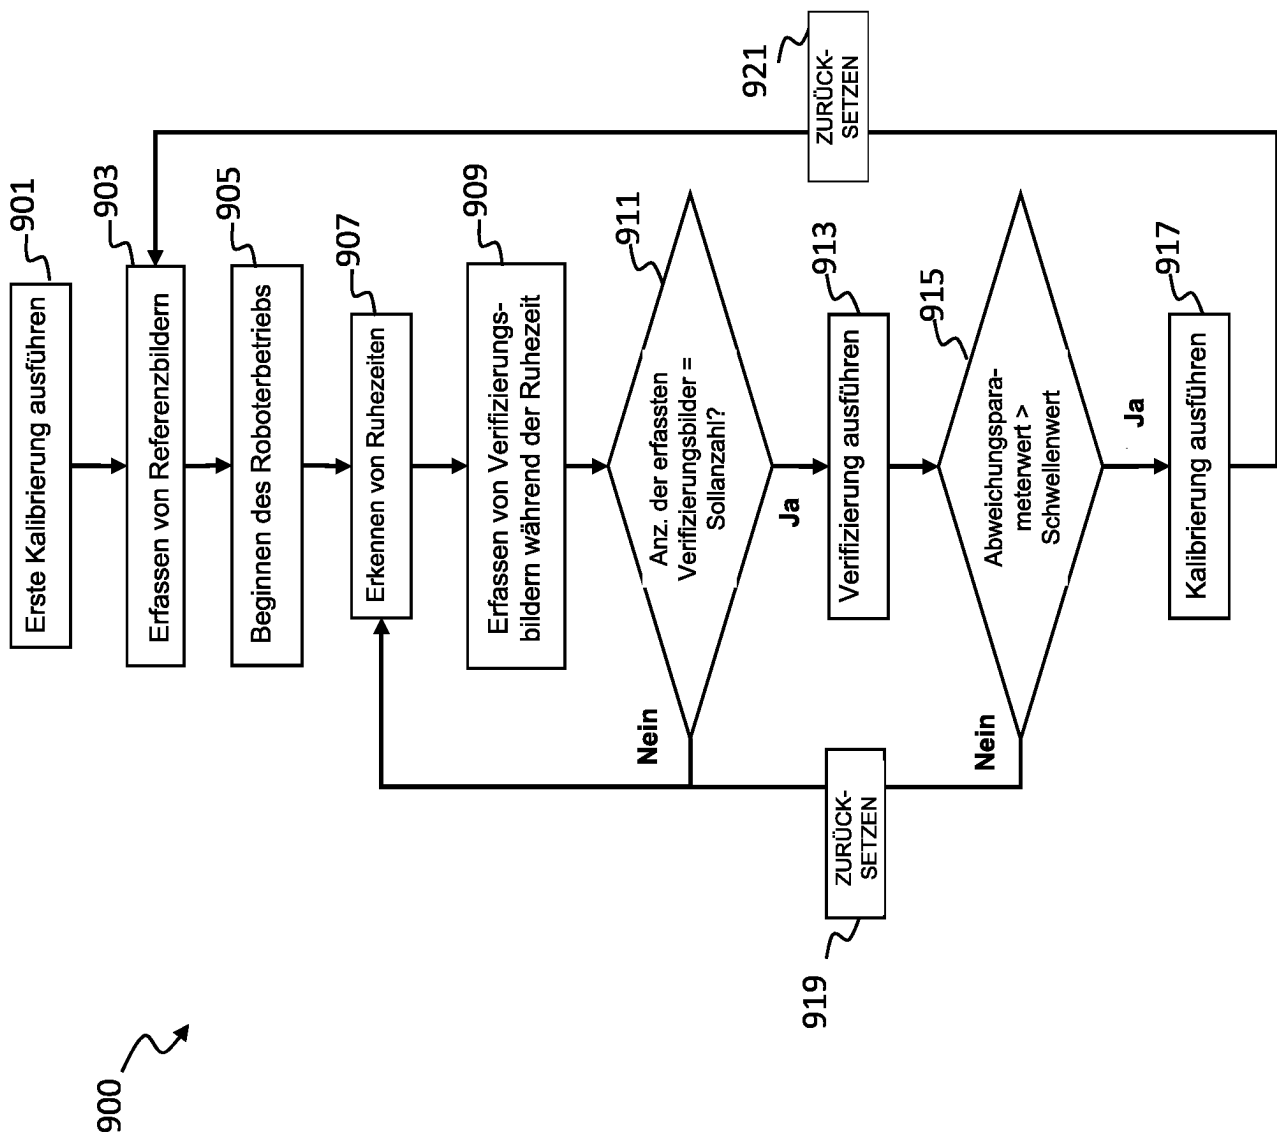 900
Erste Kalibrierung ausführen
901
Erfassen von Referenzbildern
903
Beginnen des Roboterbetriebs
905
Erkennen von Ruhezeiten
907
Erfassen von Verifizierungs-
bildern während der Ruhezeit
909
Anz. der erfassten
Verifizierungsbilder =
Sollanzahl?
911
Nein
Ja
Verifizierung ausführen
913
Abweichungspara-
meterwert >
Schwellenwert
915
Nein
Ja
Kalibrierung ausführen
917
ZURÜCK-
SETZEN
919
ZURÜCK-
SETZEN
921